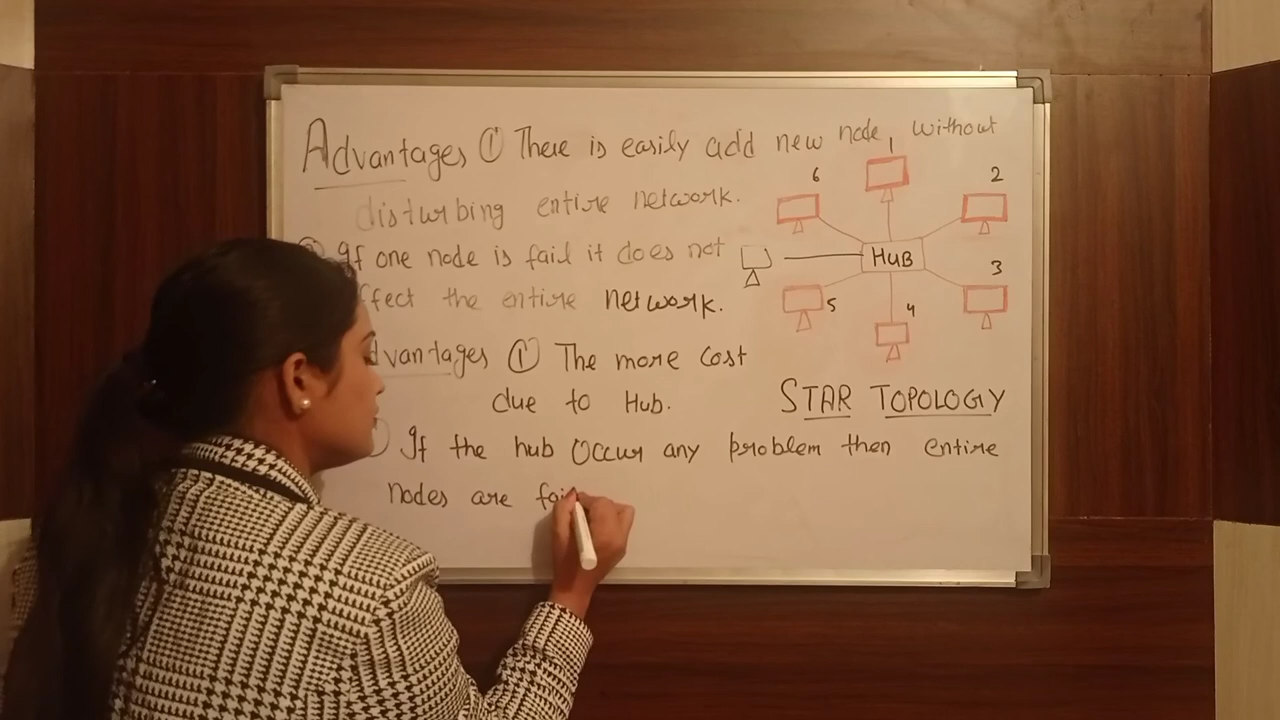 Advantages ① There is easily add new node, without
disturbing entire network.
If one node is fail it does not
ffect the entire network.
dvantages ① The more Cost
due to Hub.
If the hub Occur any problem then entire
nodes are fai
1
6
2
HUB
3
5
4
STAR TOPOLOGY